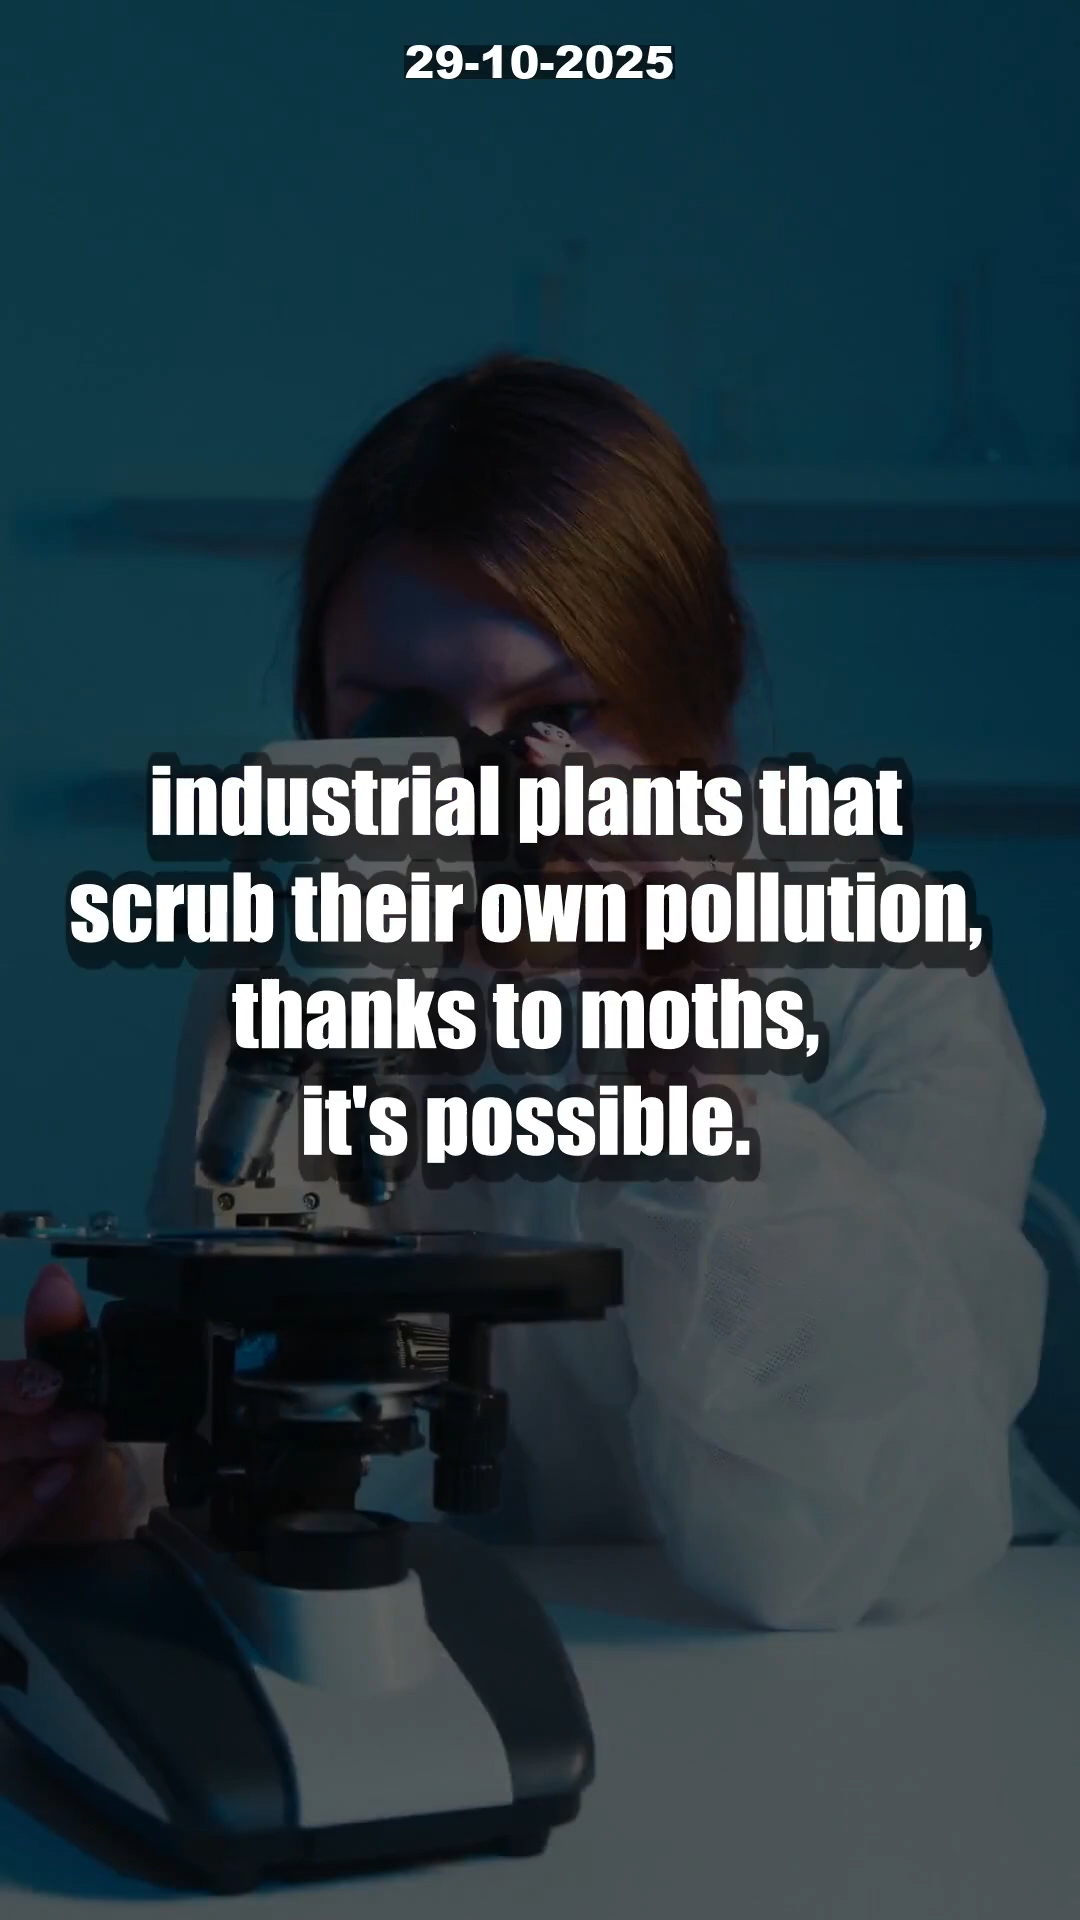 29-10-2025
industrial plants that
scrub their own pollution,
thanks to moths,
it's possible.